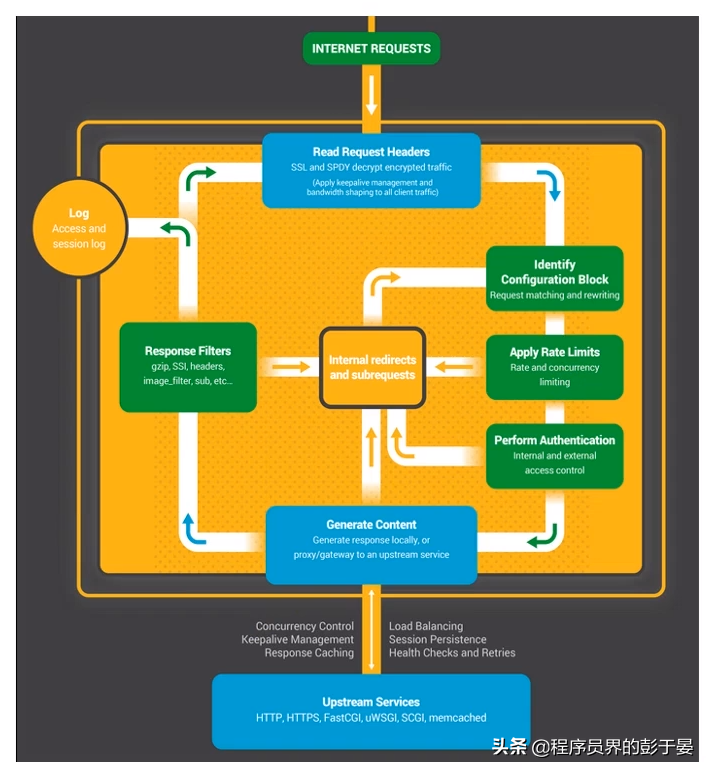 INTERNET REQUESTS
Read Request Headers
SSL and SPDY decrypt encrypted traffic
(Apply keepalive management and
bandwidth shaping to all client traffic)
Log
Access and
session log
Identify
Configuration Block
Request matching and rewriting
Response Filters
gzip, SSI, headers,
image_filter, sub, etc...
Internal redirects
and subrequests
Apply Rate Limits
Rate and concurrency
limiting
Perform Authentication
Internal and external
access control
Generate Content
Generate response locally, or
proxy/gateway to an upstream service
Concurrency Control
Keepalive Management
Response Caching
Load Balancing
Session Persistence
Health Checks and Retries
Upstream Services
HTTP, HTTPS, FastCGI, uWSGI, SCGI, memcached
头条 @程序员界的彭于晏